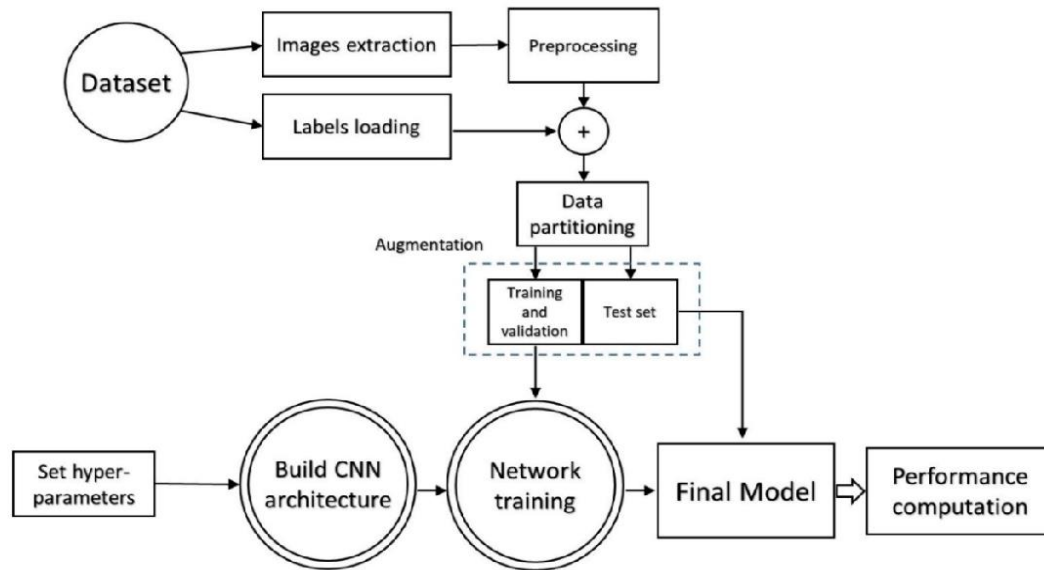 Dataset
Images extraction
Preprocessing
Labels loading
+
Data
partitioning
Augmentation
Training
and
validation
Test set
Set hyper-
parameters
Build CNN
architecture
Network
training
Final Model
Performance
computation